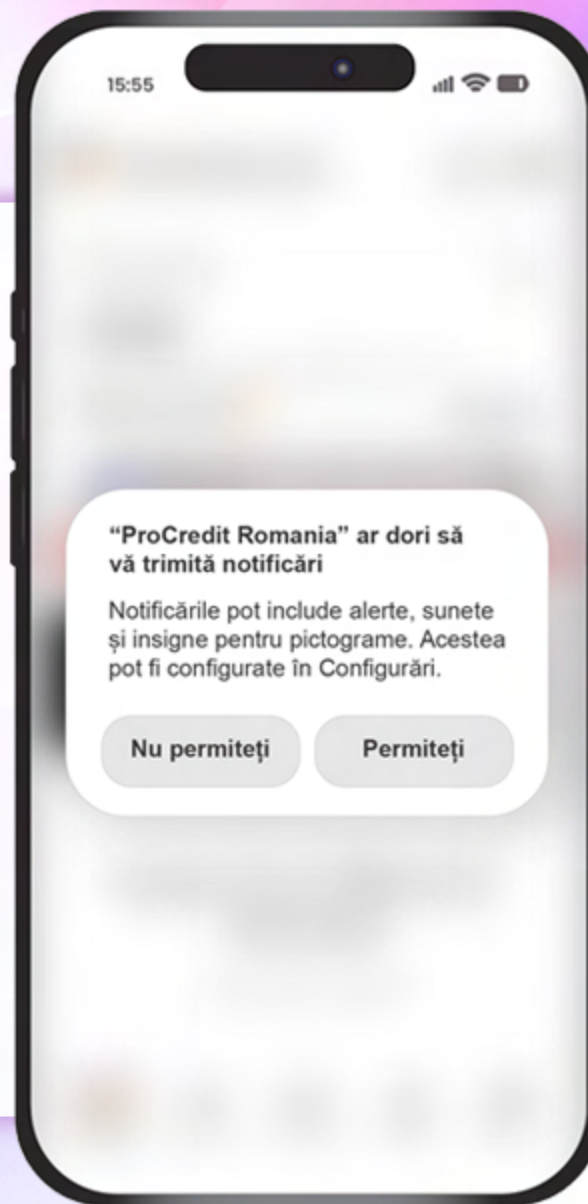 15:55
“ProCredit Romania” ar dori să
vă trimită notificări
Notificările pot include alerte, sunete
și insigne pentru pictograme. Acestea
pot fi configurate în Configurări.
Nu permiteți
Permiteți